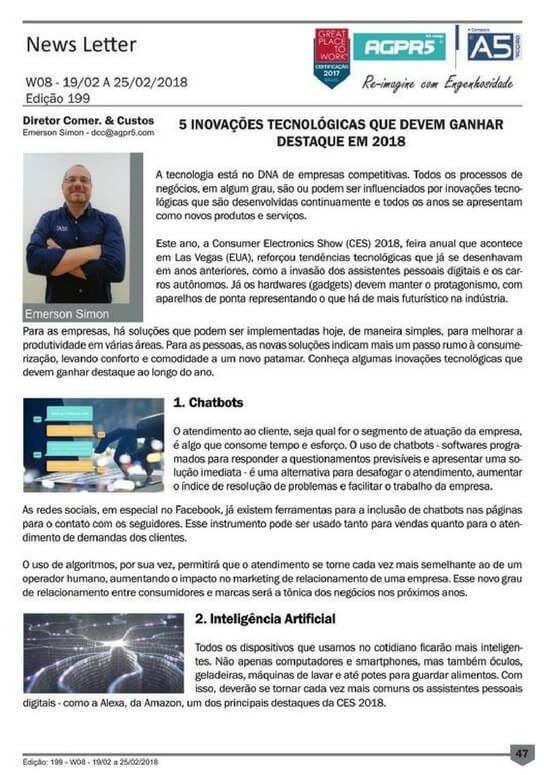 News Letter
W08 - 19/02 A 25/02/2018
Edição 199
GREAT
PLACE
TO
WORK®
CERTIFICAÇÃO
2017
BRASIL
AGPR5
A5
Re-imagine com Engenhosidade
Diretor Comer. & Custos
Emerson Simon - dcc@agpr5.com
5 INOVAÇÕES TECNOLÓGICAS QUE DEVEM GANHAR
DESTAQUE EM 2018
A tecnologia está no DNA de empresas competitivas. Todos os processos de
negócios, em algum grau, são ou podem ser influenciados por inovações tecno-
lógicas que são desenvolvidas continuamente e todos os anos se apresentam
como novos produtos e serviços.
Este ano, a Consumer Electronics Show (CES) 2018, feira anual que acontece
em Las Vegas (EUA), reforçou tendências tecnológicas que já se desenhavam
em anos anteriores, como a invasão dos assistentes pessoais digitais e os car-
ros autônomos. Já os hardwares (gadgets) devem manter o protagonismo, com
aparelhos de ponta representando o que há de mais futurístico na indústria.
Emerson Simon
Para as empresas, há soluções que podem ser implementadas hoje, de maneira simples, para melhorar a
produtividade em várias áreas. Para as pessoas, as novas soluções indicam mais um passo rumo à consume-
rização, levando conforto e comodidade a um novo patamar. Conheça algumas inovações tecnológicas que
devem ganhar destaque ao longo do ano.
1. Chatbots
O atendimento ao cliente, seja qual for o segmento de atuação da empresa,
é algo que consome tempo e esforço. O uso de chatbots - softwares progra-
mados para responder a questionamentos previsíveis e apresentar uma so-
lução imediata - é uma alternativa para desafogar o atendimento, aumentar
o índice de resolução de problemas e facilitar o trabalho da empresa.
As redes sociais, em especial no Facebook, já existem ferramentas para a inclusão de chatbots nas páginas
para o contato com os seguidores. Esse instrumento pode ser usado tanto para vendas quanto para o aten-
dimento de demandas dos clientes.
O uso de algoritmos, por sua vez, permitirá que o atendimento se torne cada vez mais semelhante ao de um
operador humano, aumentando o impacto no marketing de relacionamento de uma empresa. Esse novo grau
de relacionamento entre consumidores e marcas será a tônica dos negócios nos próximos anos.
2. Inteligência Artificial
Todos os dispositivos que usamos no cotidiano ficarão mais inteligen-
tes. Não apenas computadores e smartphones, mas também óculos,
geladeiras, máquinas de lavar e até potes para guardar alimentos. Com
isso, deverão se tornar cada vez mais comuns os assistentes pessoais
digitais - como a Alexa, da Amazon, um dos principais destaques da CES 2018.
47
Edição: 199 - W08 - 19/02 a 25/02/2018